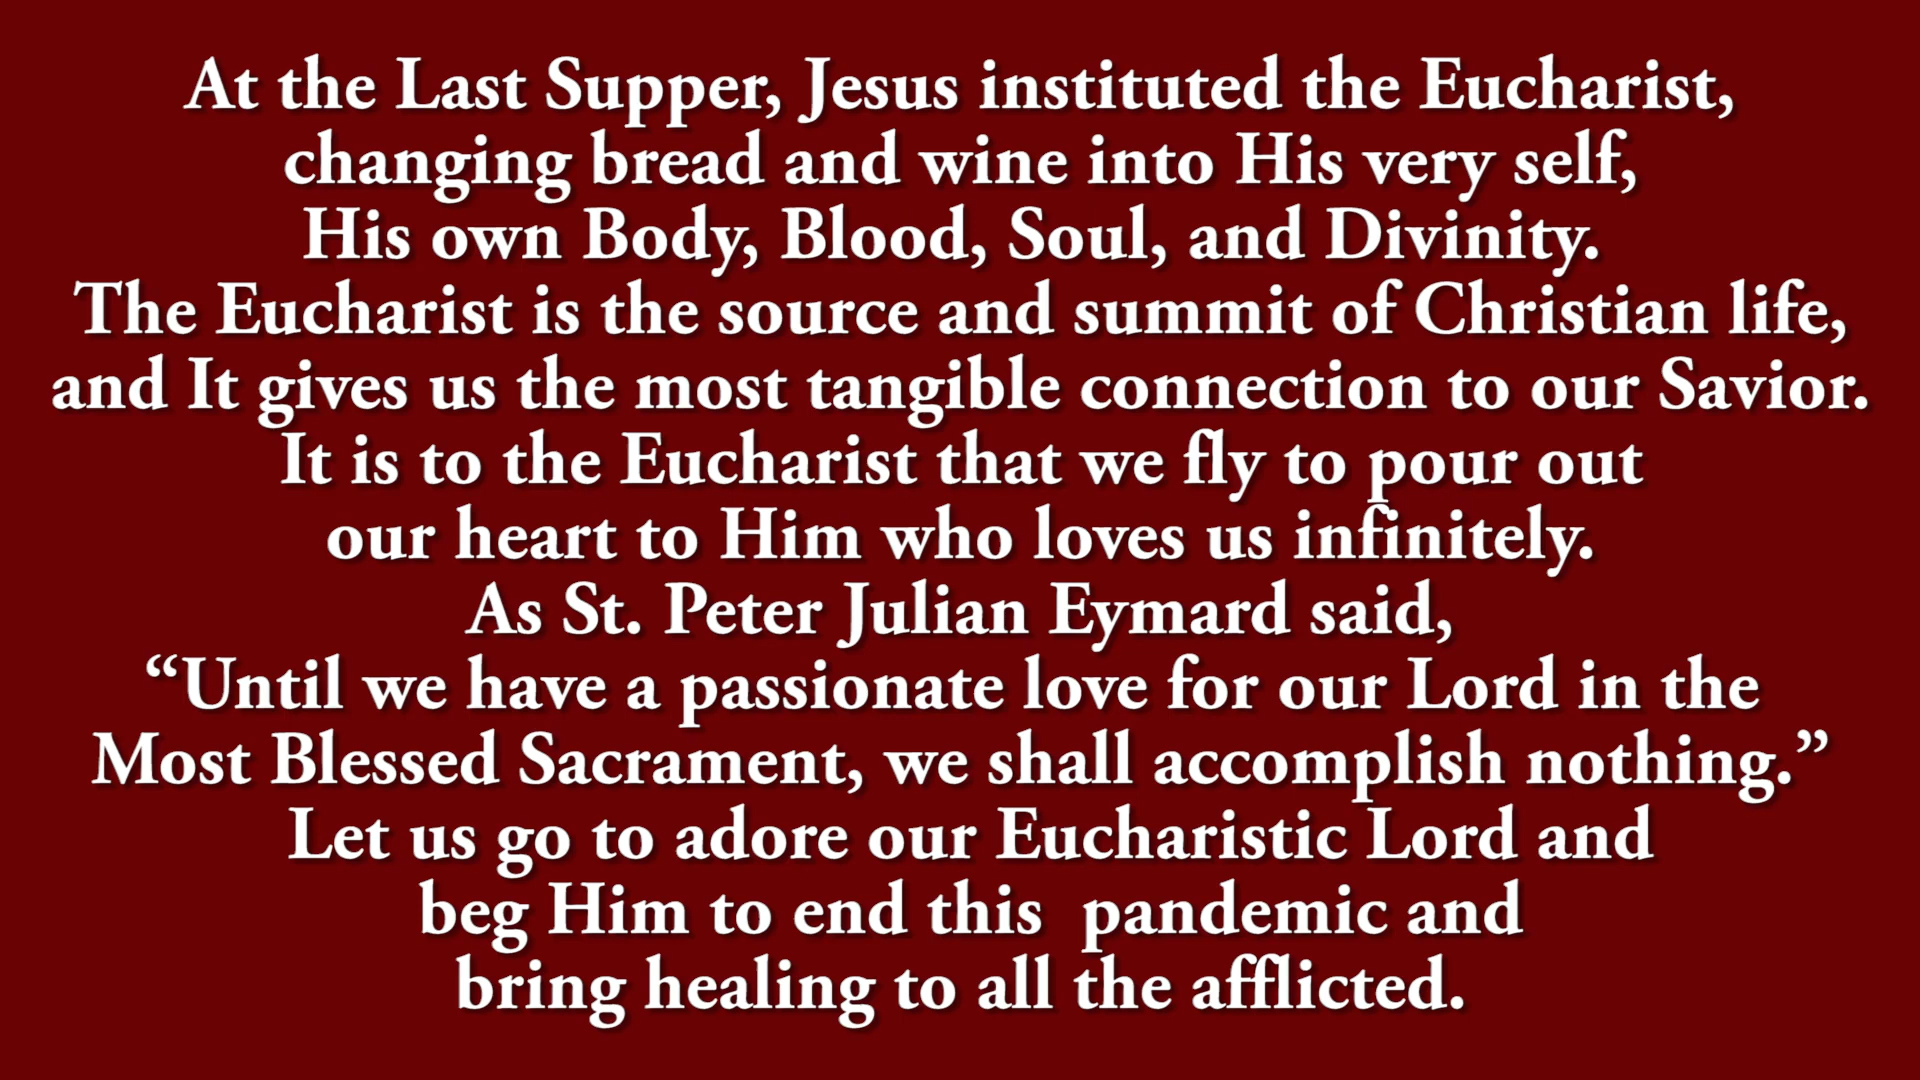 At the Last Supper, Jesus instituted the Eucharist,
changing bread and wine into His very self,
His own Body, Blood, Soul, and Divinity.
The Eucharist is the source and summit of Christian life,
and It gives us the most tangible connection to our Savior.
It is to the Eucharist that we fly to pour out
our heart to Him who loves us infinitely.
As St. Peter Julian Eymard said,
“Until we have a passionate love for our Lord in the
Most Blessed Sacrament, we shall accomplish nothing.”
Let us go to adore our Eucharistic Lord and
beg Him to end this  pandemic and
bring healing to all the afflicted.